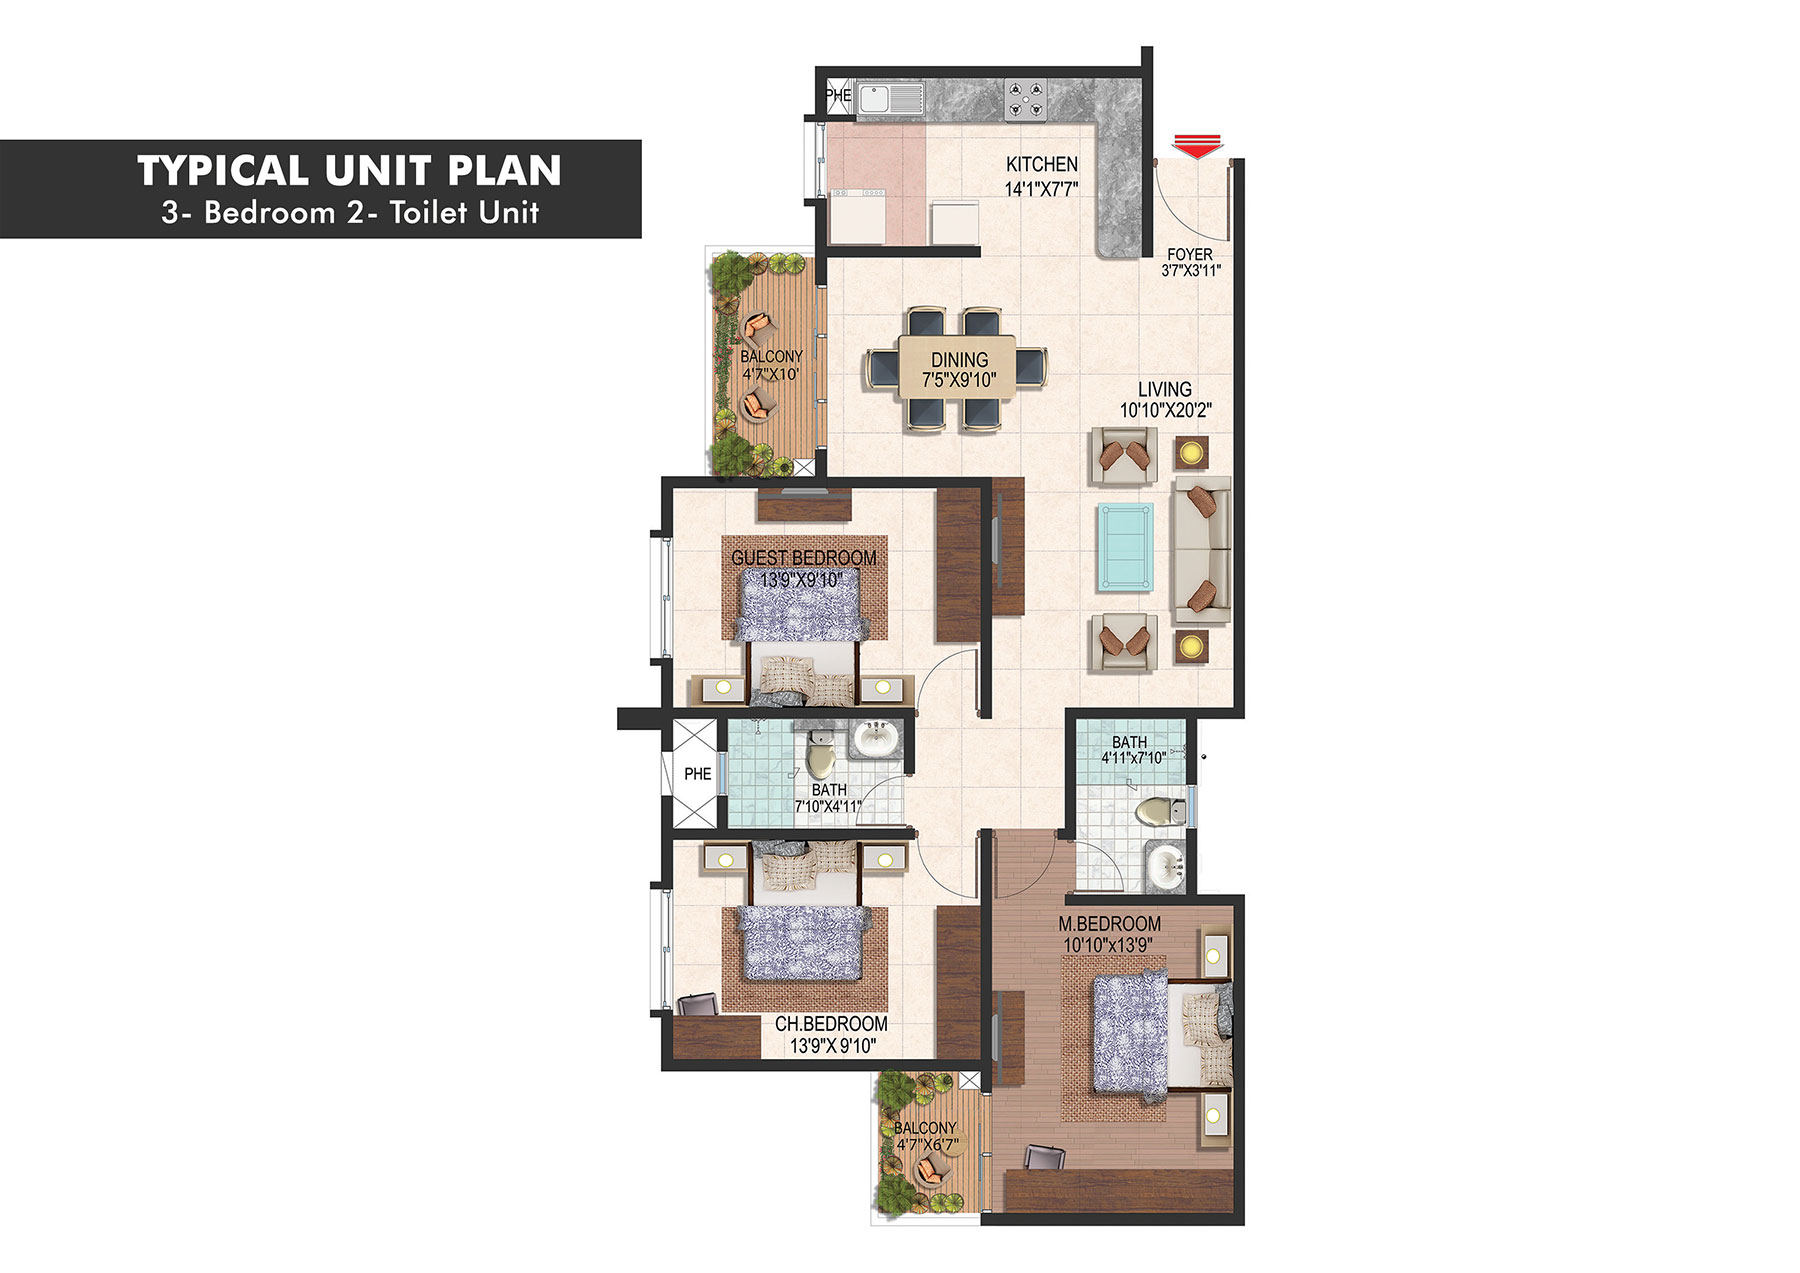 TYPICAL UNIT PLAN
3- Bedroom 2- Toilet Unit
PHE
KITCHEN
14'1"X7'7"
FOYER
3'7"X3'11"
BALCONY
4'7"X10'
DINING
7'5"X9'10"
LIVING
10'10"X20'2"
GUEST BEDROOM
13'9"X9'10"
PHE
BATH
7'10"X4'11"
BATH
4'11"x7'10"
M.BEDROOM
10'10"x13'9"
CH.BEDROOM
13'9"X 9'10"
BALCONY
4'7"X6'7"